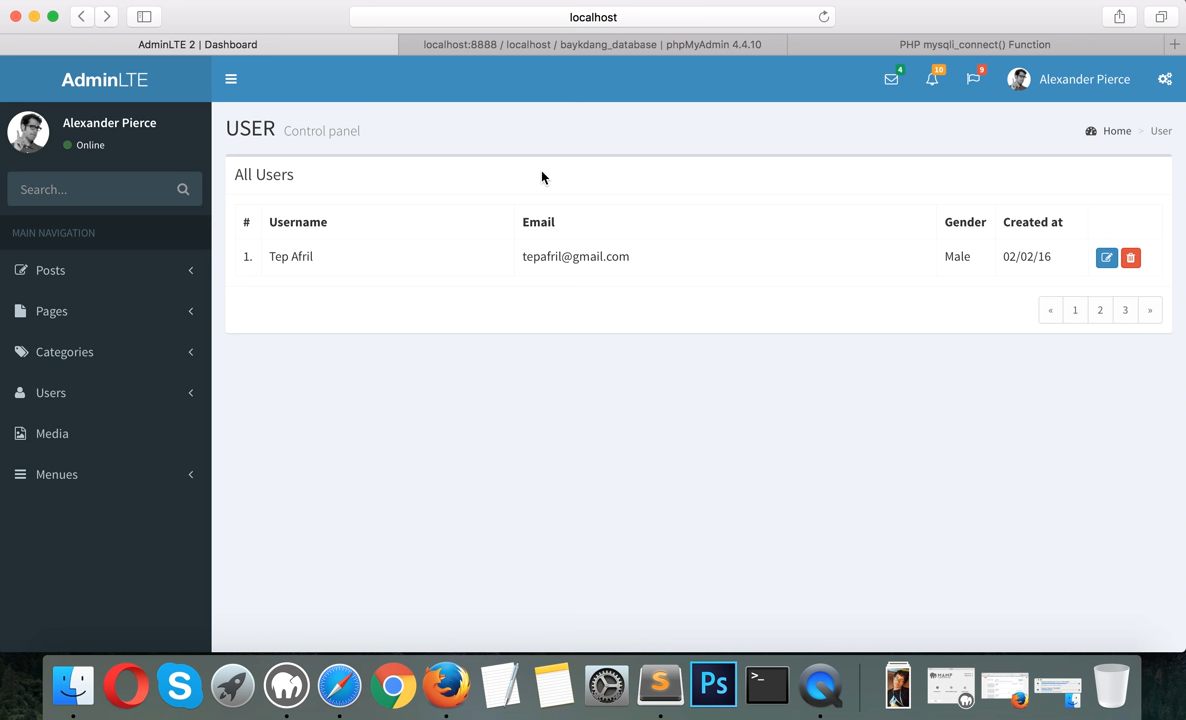 localhost
AdminLTE 2 | Dashboard
localhost:8888 / localhost / baykdang_database | phpMyAdmin 4.4.10
PHP mysqli_connect() Function
AdminLTE
4
10
9
Alexander Pierce
Alexander Pierce
Online
Search...
MAIN NAVIGATION
Posts
Pages
Categories
Users
Media
Menues
USER Control panel
Home > User
All Users
# Username Email Gender Created at
1. Tep Afril tepafril@gmail.com Male 02/02/16
« 1 2 3 »
S
S
Ps
>_